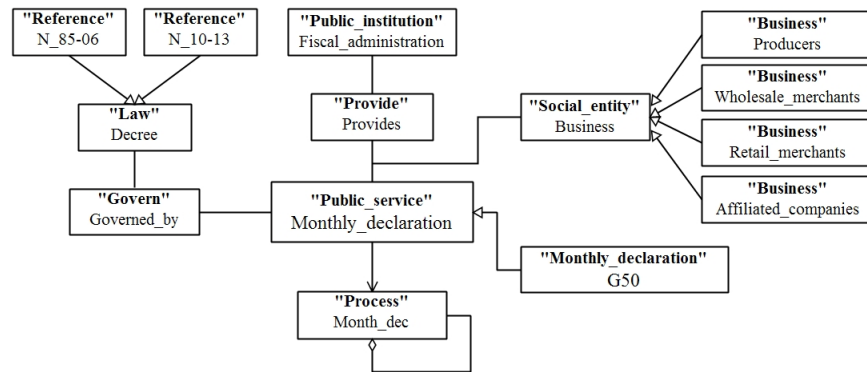 "Reference"
N_85-06
"Reference"
N_10-13
"Public_institution"
Fiscal_administration
"Business"
Producers
"Business"
Wholesale_merchants
"Law"
Decree
"Provide"
Provides
"Social_entity"
Business
"Business"
Retail_merchants
"Business"
Affiliated_companies
"Govern"
Governed_by
"Public_service"
Monthly_declaration
"Monthly_declaration"
G50
"Process"
Month_dec